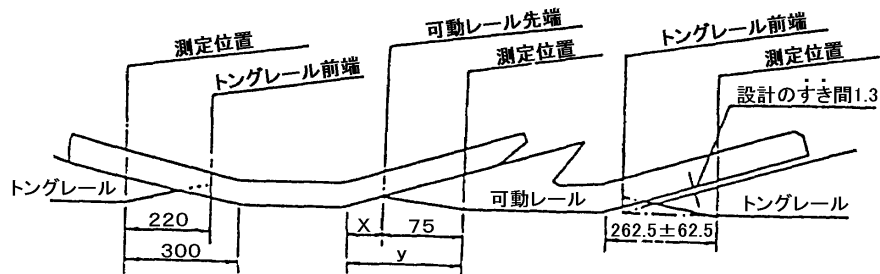 測定位置
トングレール前端
可動レール先端
測定位置
トングレール前端
測定位置
設計のすき間1.3
トングレール
可動レール
トングレール
220
300
X
75
y
262.5±62.5